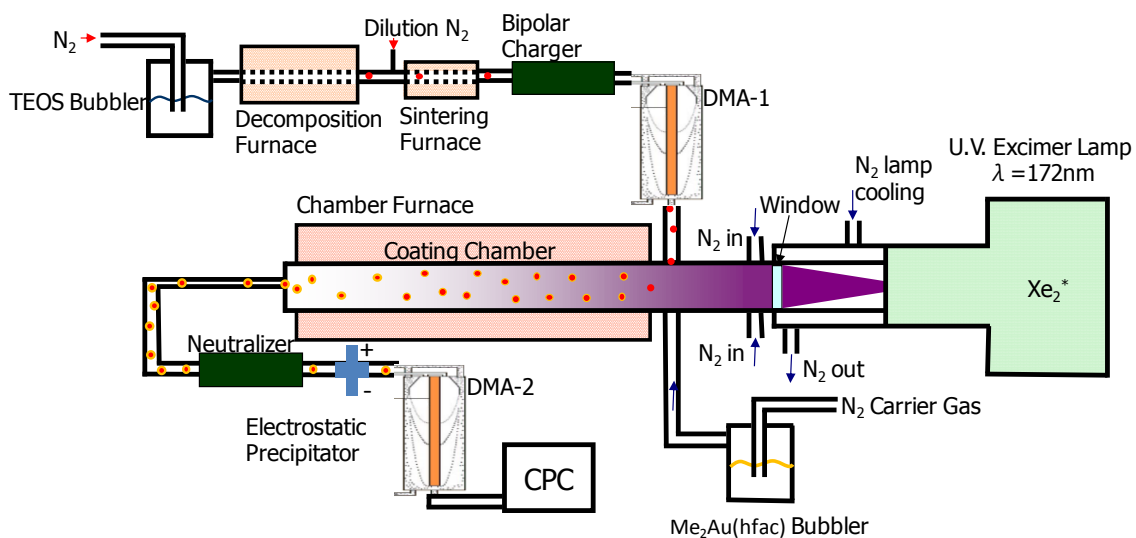 N₂
TEOS Bubbler
Decomposition
Furnace
Dilution N₂
Sintering
Furnace
Bipolar
Charger
DMA-1
U.V. Excimer Lamp
λ =172nm
N₂ lamp
cooling
Window
N₂ in
Chamber Furnace
Coating Chamber
Xe₂*
N₂ in
N₂ out
Neutralizer
+
-
Electrostatic
Precipitator
DMA-2
CPC
N₂ Carrier Gas
Me₂Au(hfac) Bubbler